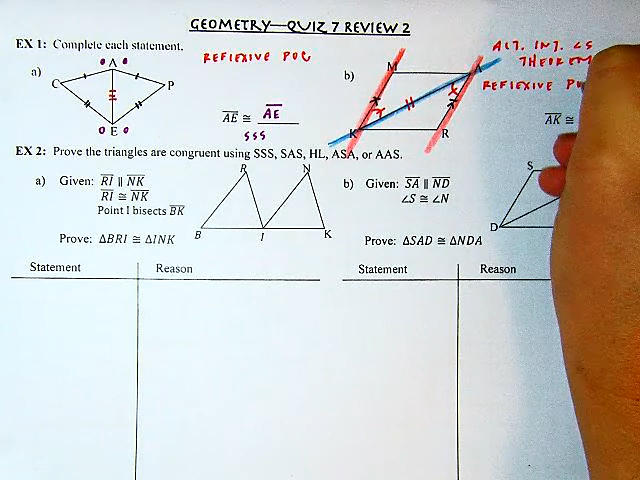 GEOMETRY—QUIZ 7 REVIEW 2
EX 1: Complete each statement.
REFLEXIVE POC
ALT. INT. ∠S
THEOREM
REFLEXIVE
a)
A
C
P
E
AE ≅ AE
SSS
b)
M
A
K
R
AK ≅
EX 2: Prove the triangles are congruent using SSS, SAS, HL, ASA, or AAS.
a) Given: RI ∥ NK
RI ≅ NK
Point I bisects BK
R
N
B
I
K
Prove: ΔBRI ≅ ΔINK
b) Given: SA ∥ ND
∠S ≅ ∠N
S
D
Prove: ΔSAD ≅ ΔNDA
Statement Reason
Statement Reason